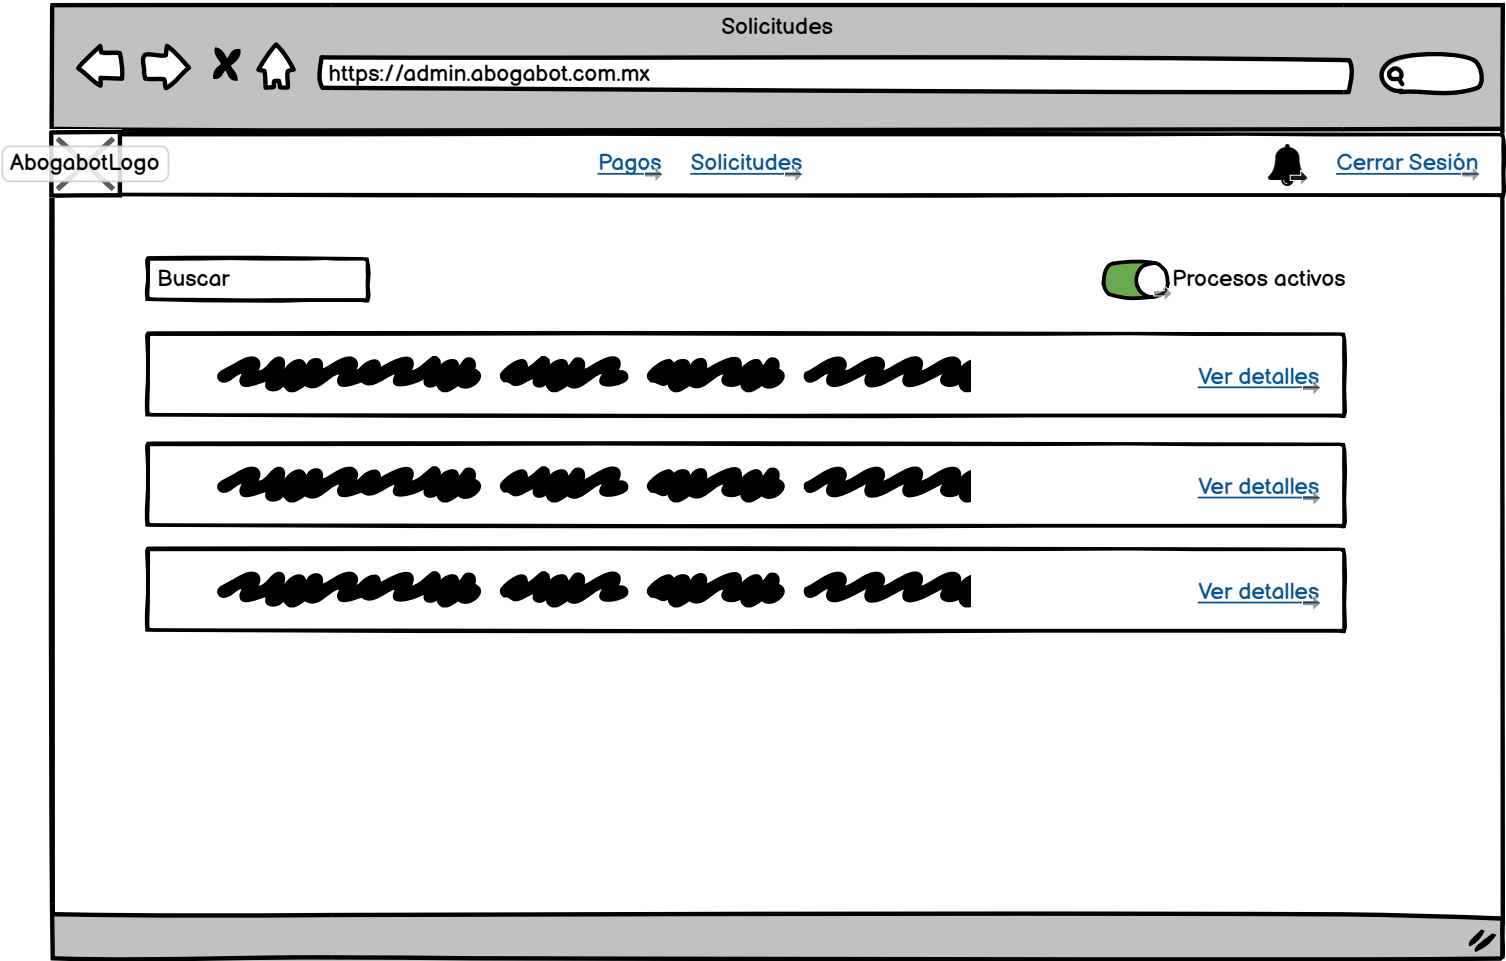 Solicitudes
https://admin.abogabot.com.mx
AbogabotLogo Pagos Solicitudes Cerrar Sesión
Buscar Procesos activos
Ver detalles
Ver detalles
Ver detalles